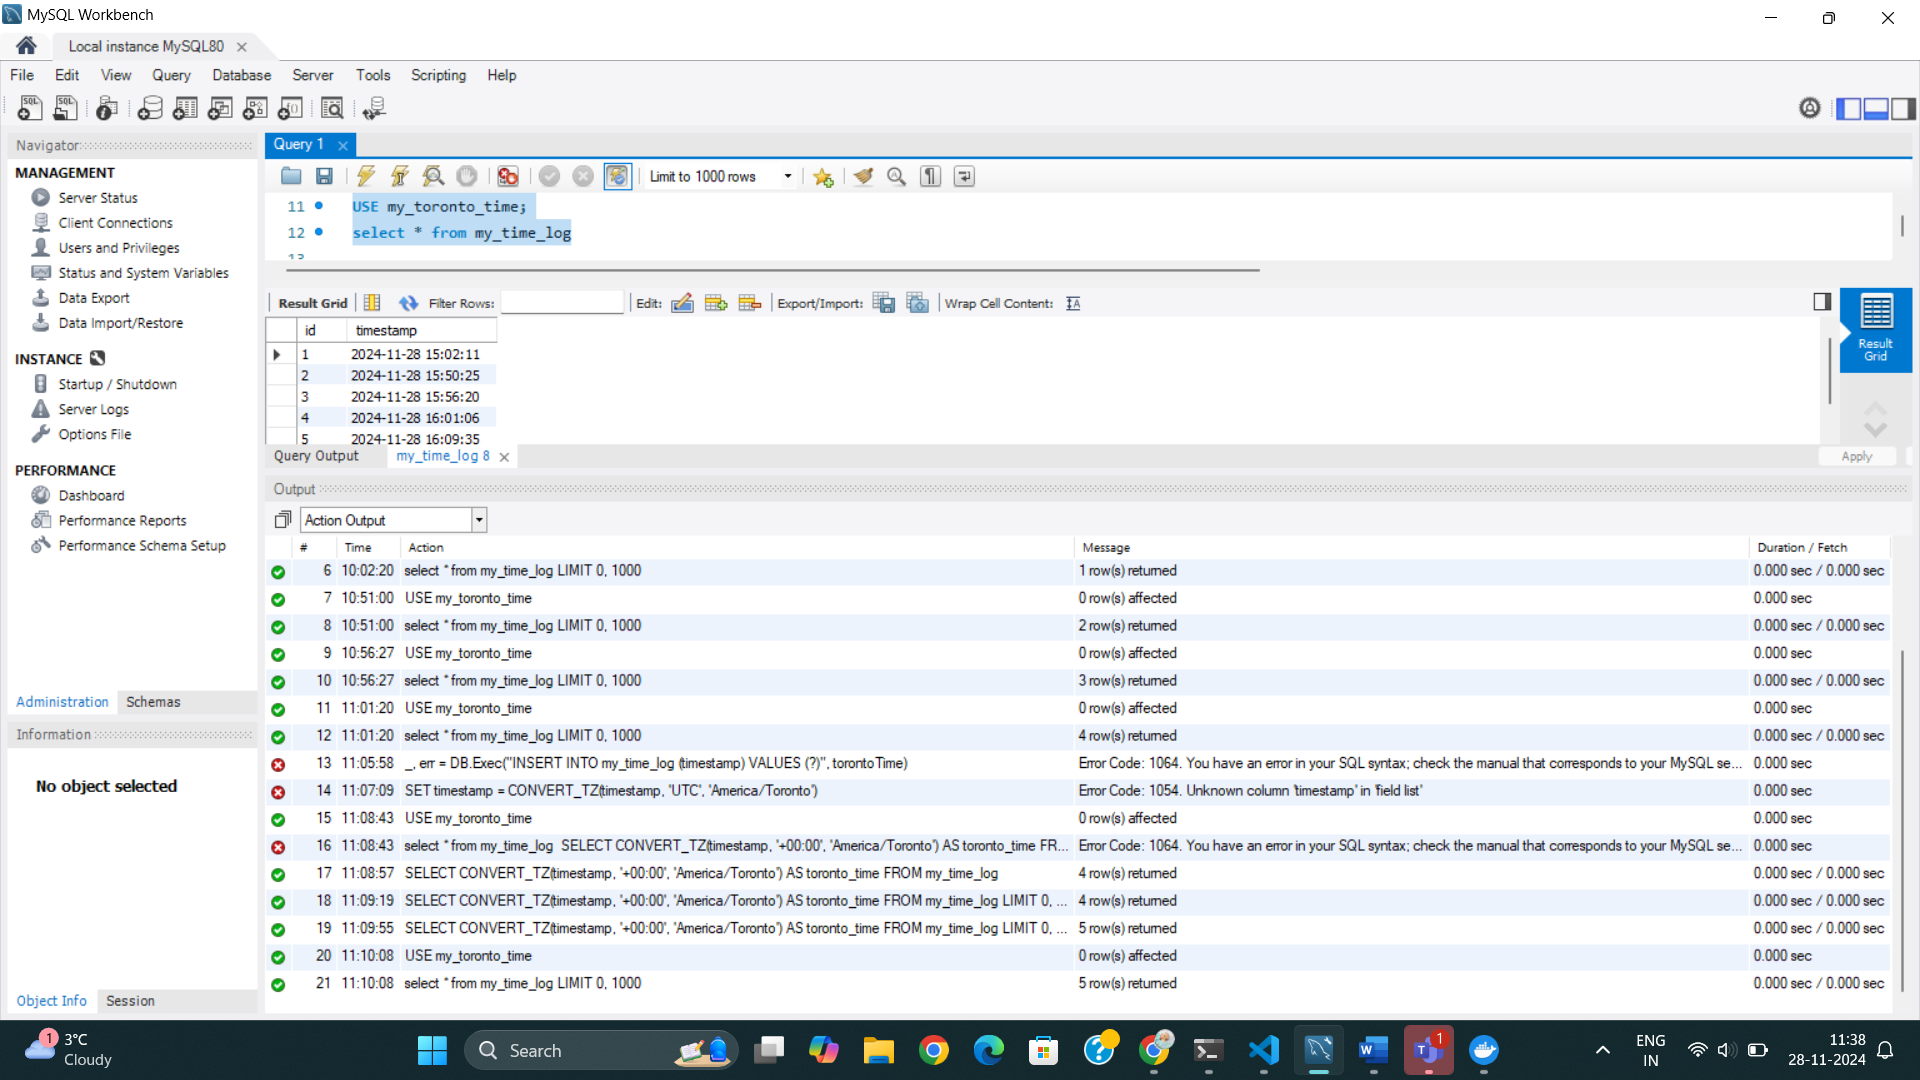 MySQL Workbench
Local instance MySQL80
File Edit View Query Database Server Tools Scripting Help
Navigator
MANAGEMENT
Server Status
Client Connections
Users and Privileges
Status and System Variables
Data Export
Data Import/Restore
INSTANCE
Startup / Shutdown
Server Logs
Options File
PERFORMANCE
Dashboard
Performance Reports
Performance Schema Setup
Administration Schemas
Information
No object selected
Object Info Session
Query 1
Limit to 1000 rows
11 USE my_toronto_time;
12 select * from my_time_log
13
Result Grid Filter Rows: Edit: Export/Import: Wrap Cell Content:
id timestamp
1 2024-11-28 15:02:11
2 2024-11-28 15:50:25
3 2024-11-28 15:56:20
4 2024-11-28 16:01:06
5 2024-11-28 16:09:35
Result
Grid
Query Output my_time_log 8 Apply
Output
Action Output
# Time Action Message Duration / Fetch
6 10:02:20 select * from my_time_log LIMIT 0, 1000 1 row(s) returned 0.000 sec / 0.000 sec
7 10:51:00 USE my_toronto_time 0 row(s) affected 0.000 sec
8 10:51:00 select * from my_time_log LIMIT 0, 1000 2 row(s) returned 0.000 sec / 0.000 sec
9 10:56:27 USE my_toronto_time 0 row(s) affected 0.000 sec
10 10:56:27 select * from my_time_log LIMIT 0, 1000 3 row(s) returned 0.000 sec / 0.000 sec
11 11:01:20 USE my_toronto_time 0 row(s) affected 0.000 sec
12 11:01:20 select * from my_time_log LIMIT 0, 1000 4 row(s) returned 0.000 sec / 0.000 sec
13 11:05:58 _, err = DB.Exec("INSERT INTO my_time_log (timestamp) VALUES (?)", torontoTime) Error Code: 1064. You have an error in your SQL syntax; check the manual that corresponds to your MySQL se... 0.000 sec
14 11:07:09 SET timestamp = CONVERT_TZ(timestamp, 'UTC', 'America/Toronto') Error Code: 1054. Unknown column 'timestamp' in 'field list' 0.000 sec
15 11:08:43 USE my_toronto_time 0 row(s) affected 0.000 sec
16 11:08:43 select * from my_time_log SELECT CONVERT_TZ(timestamp, '+00:00', 'America/Toronto') AS toronto_time FR... Error Code: 1064. You have an error in your SQL syntax; check the manual that corresponds to your MySQL se... 0.000 sec
17 11:08:57 SELECT CONVERT_TZ(timestamp, '+00:00', 'America/Toronto') AS toronto_time FROM my_time_log 4 row(s) returned 0.000 sec / 0.000 sec
18 11:09:19 SELECT CONVERT_TZ(timestamp, '+00:00', 'America/Toronto') AS toronto_time FROM my_time_log LIMIT 0, ... 4 row(s) returned 0.000 sec / 0.000 sec
19 11:09:55 SELECT CONVERT_TZ(timestamp, '+00:00', 'America/Toronto') AS toronto_time FROM my_time_log LIMIT 0, ... 5 row(s) returned 0.000 sec / 0.000 sec
20 11:10:08 USE my_toronto_time 0 row(s) affected 0.000 sec
21 11:10:08 select * from my_time_log LIMIT 0, 1000 5 row(s) returned 0.000 sec / 0.000 sec
1 3°C
Cloudy
Search
1
ENG
IN
11:38
28-11-2024